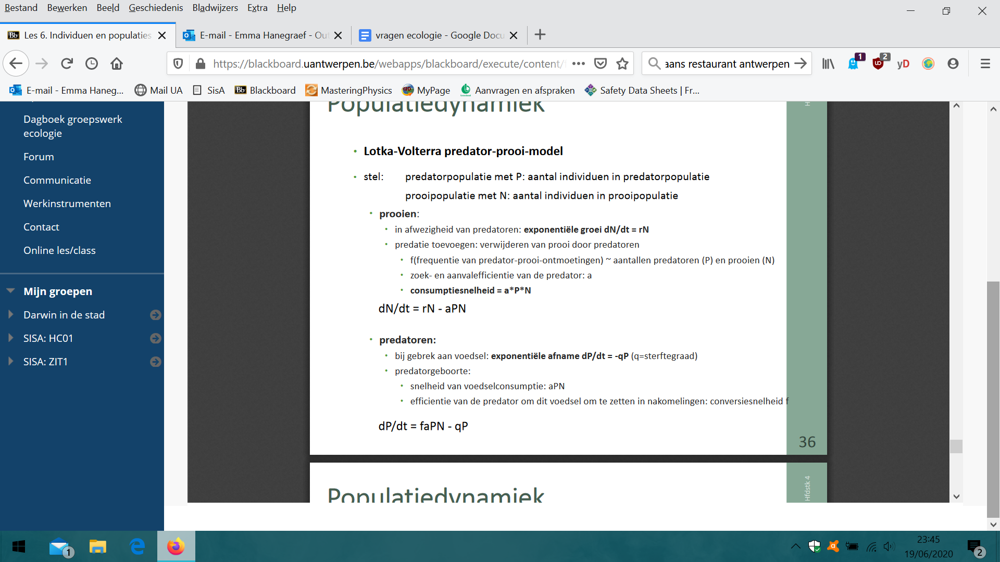 Bestand Bewerken Beeld Geschiedenis Bladwijzers Extra Help
Les 6. Individuen en populaties
E-mail - Emma Hanegraef - Out
vragen ecologie - Google Docu
https://blackboard.uantwerpen.be/webapps/blackboard/execute/content/
aans restaurant antwerpen
1
2
yD
E-mail - Emma Haneg...
Mail UA
SisA
Bb Blackboard
MasteringPhysics
MyPage
Aanvragen en afspraken
Safety Data Sheets | Fr...
Dagboek groepswerk
ecologie
Forum
Communicatie
Werkinstrumenten
Contact
Online les/class
Mijn groepen
Darwin in de stad
SISA: HC01
SISA: ZIT1
Populatiedynamiek
• Lotka-Volterra predator-prooi-model
• stel: predatorpopulatie met P: aantal individuen in predatorpopulatie
prooipopulatie met N: aantal individuen in prooipopulatie
• prooien:
• in afwezigheid van predatoren: exponentiële groei dN/dt = rN
• predatie toevoegen: verwijderen van prooi door predatoren
• f(frequentie van predator-prooi-ontmoetingen) ~ aantallen predatoren (P) en prooien (N)
• zoek- en aanvalefficientie van de predator: a
• consumptiesnelheid = a*P*N
dN/dt = rN - aPN
• predatoren:
• bij gebrek aan voedsel: exponentiële afname dP/dt = -qP (q=sterftegraad)
• predatorgeboorte:
• snelheid van voedselconsumptie: aPN
• efficientie van de predator om dit voedsel om te zetten in nakomelingen: conversiesnelheid f
dP/dt = faPN - qP
36
Populatiedynamiek
Hfdstk 4
1
23:45
19/06/2020
2